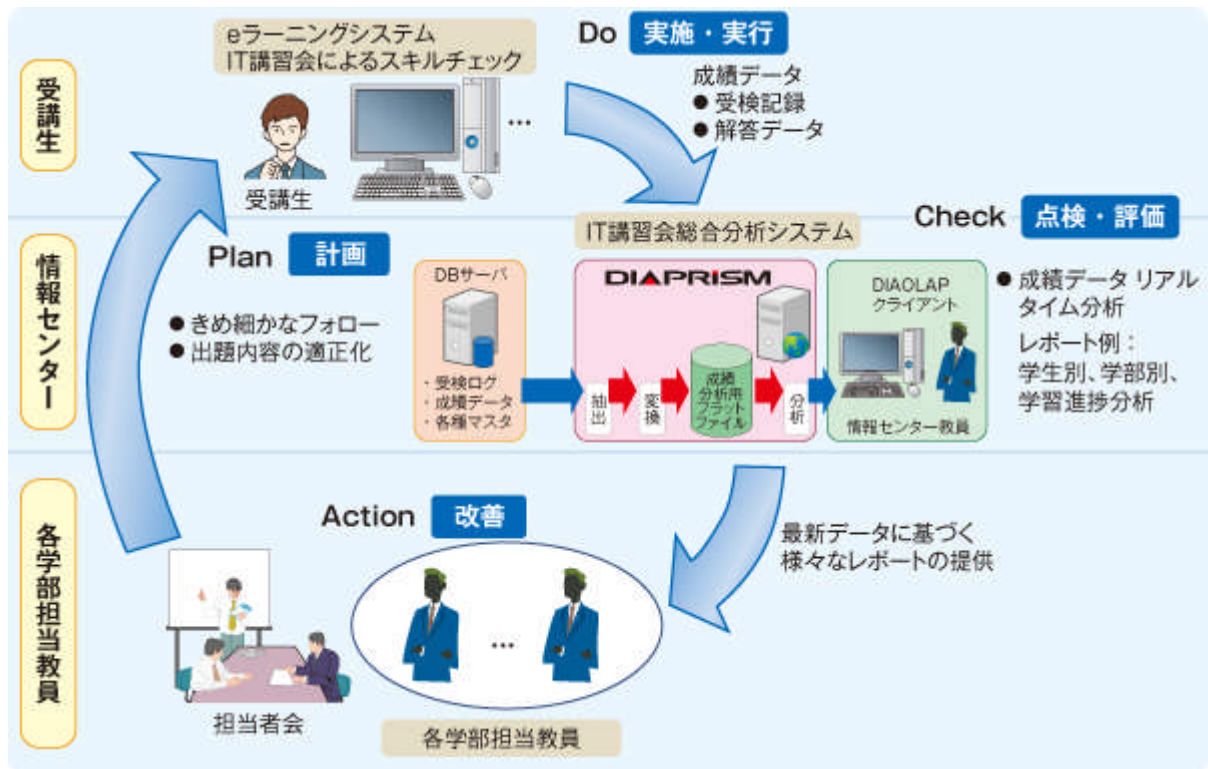 受講生
eラーニングシステム
IT講習会によるスキルチェック
受講生
...
Do 実施・実行
成績データ
● 受検記録
● 解答データ
情報センター
Plan 計画
● きめ細かなフォロー
● 出題内容の適正化
DBサーバ
・受検ログ
・成績データ
・各種マスタ
IT講習会総合分析システム
DIAPRISM
抽出
変換
成績
分析用
フラット
ファイル
分析
DIAOLAP
クライアント
情報センター教員
Check 点検・評価
● 成績データ リアル
タイム分析
レポート例：
学生別、学部別、
学習進捗分析
各学部担当教員
Action 改善
担当者会
...
各学部担当教員
最新データに基づく
様々なレポートの提供